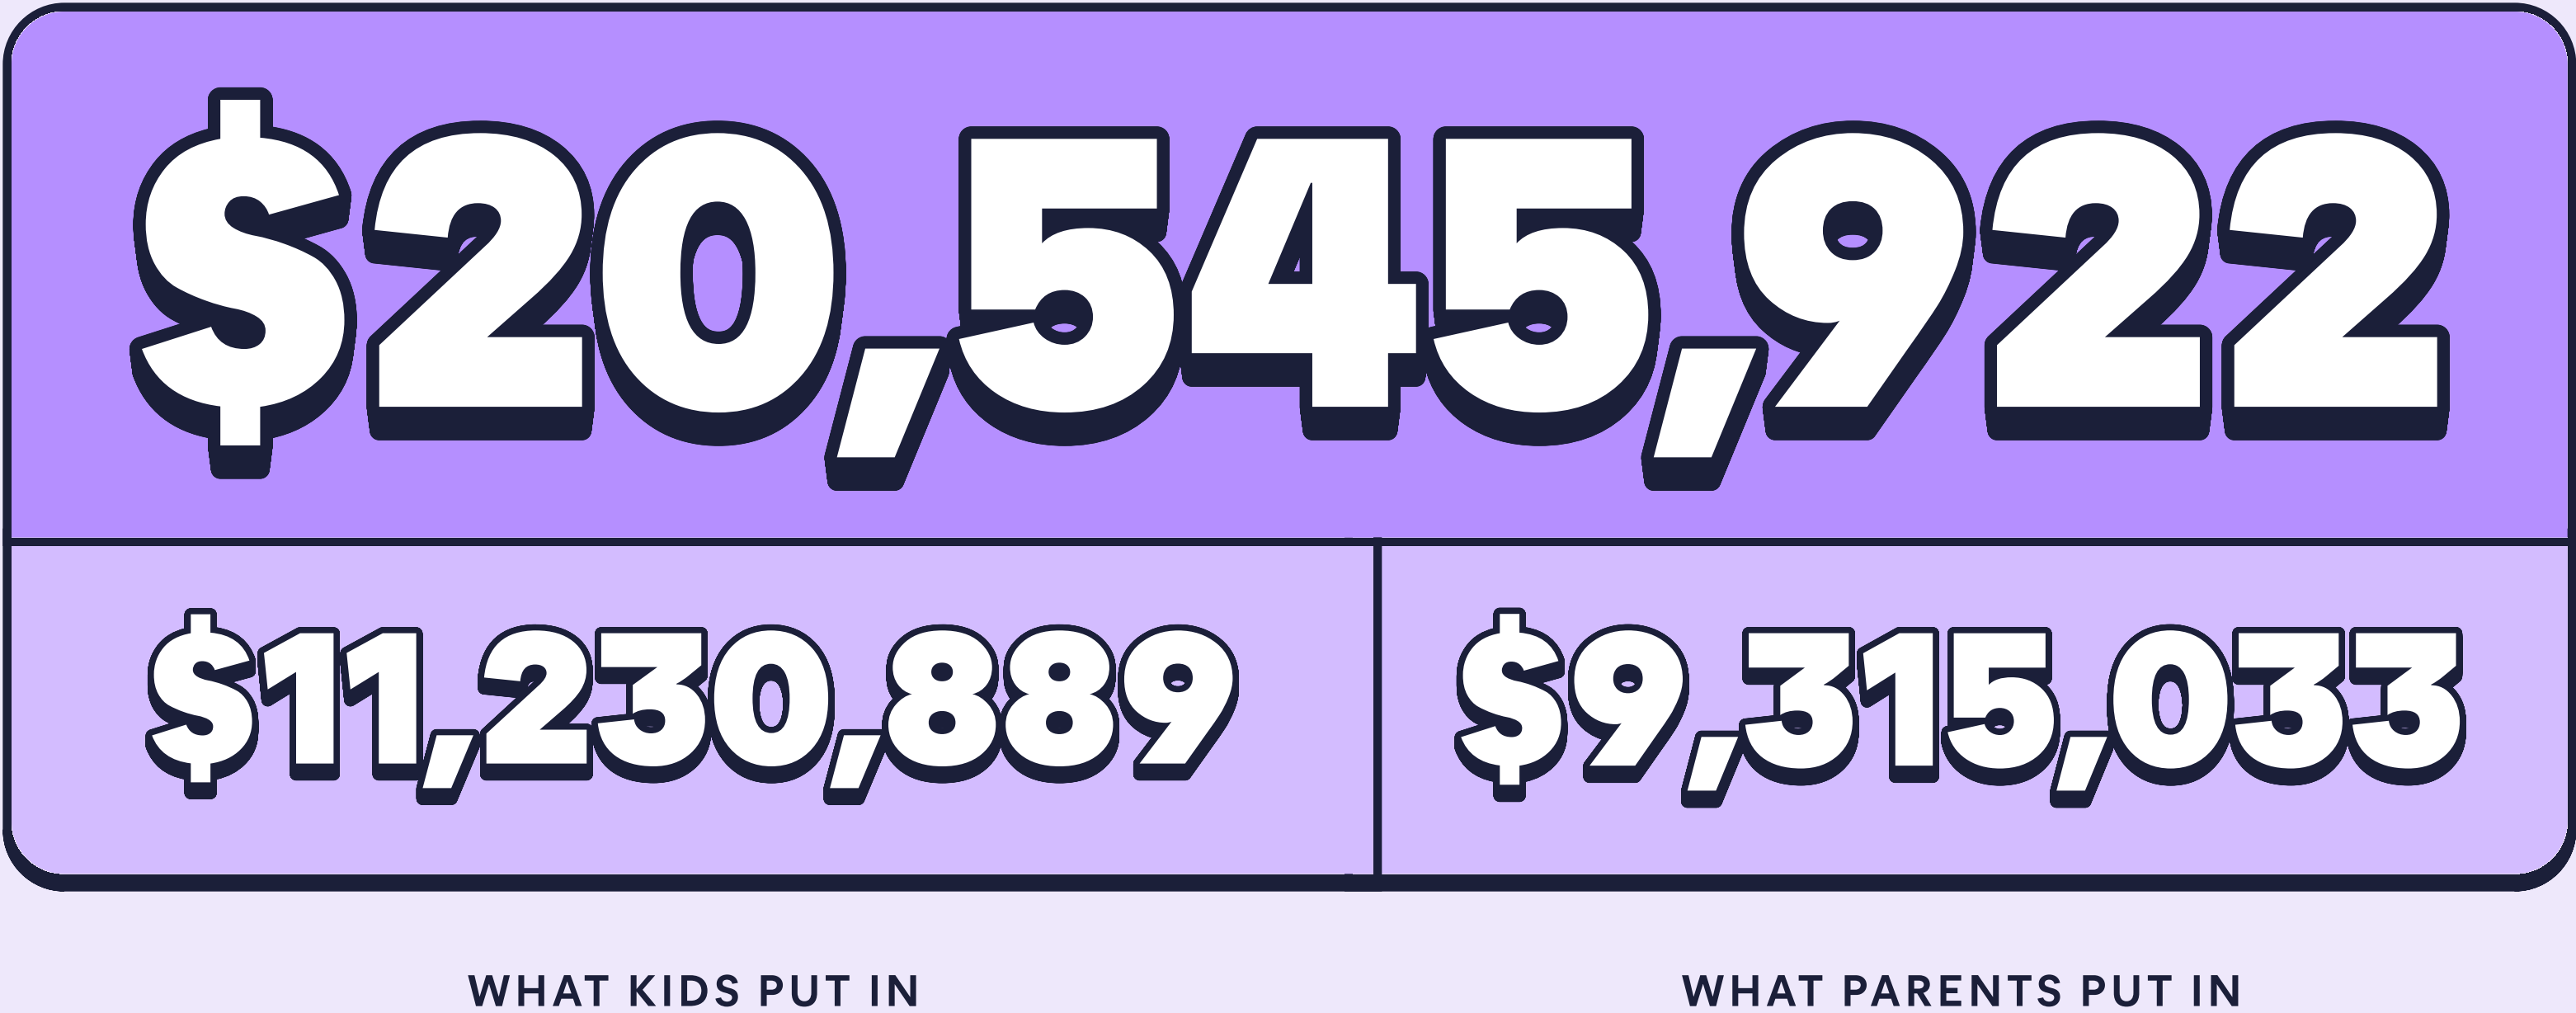 $20,545,922
$11,230,889 $9,315,033
WHAT KIDS PUT IN WHAT PARENTS PUT IN